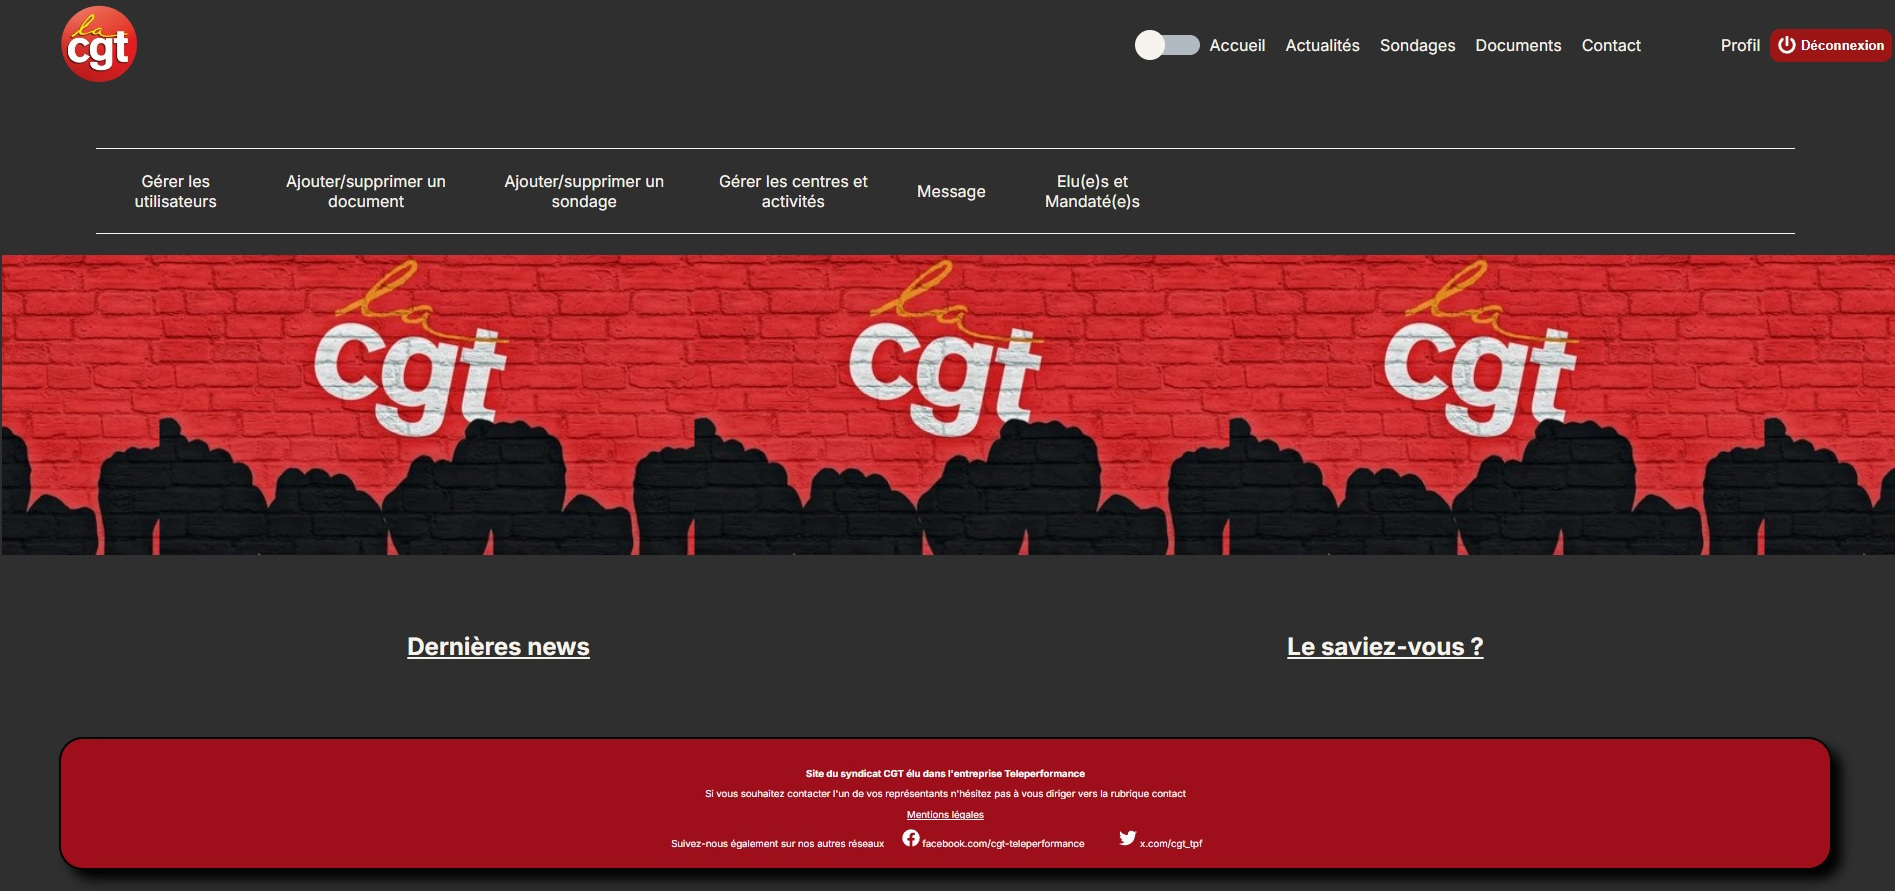 la
cgt
Accueil Actualités Sondages Documents Contact Profil Déconnexion
Gérer les
utilisateurs
Ajouter/supprimer un
document
Ajouter/supprimer un
sondage
Gérer les centres et
activités
Message
Elu(e)s et
Mandaté(e)s
la
cgt
la
cgt
la
cgt
Dernières news
Le saviez-vous ?
Site du syndicat CGT élu dans l'entreprise Teleperformance
Si vous souhaitez contacter l'un de vos représentants n'hésitez pas à vous diriger vers la rubrique contact
Mentions légales
Suivez-nous également sur nos autres réseaux facebook.com/cgt-teleperformance x.com/cgt_tpf